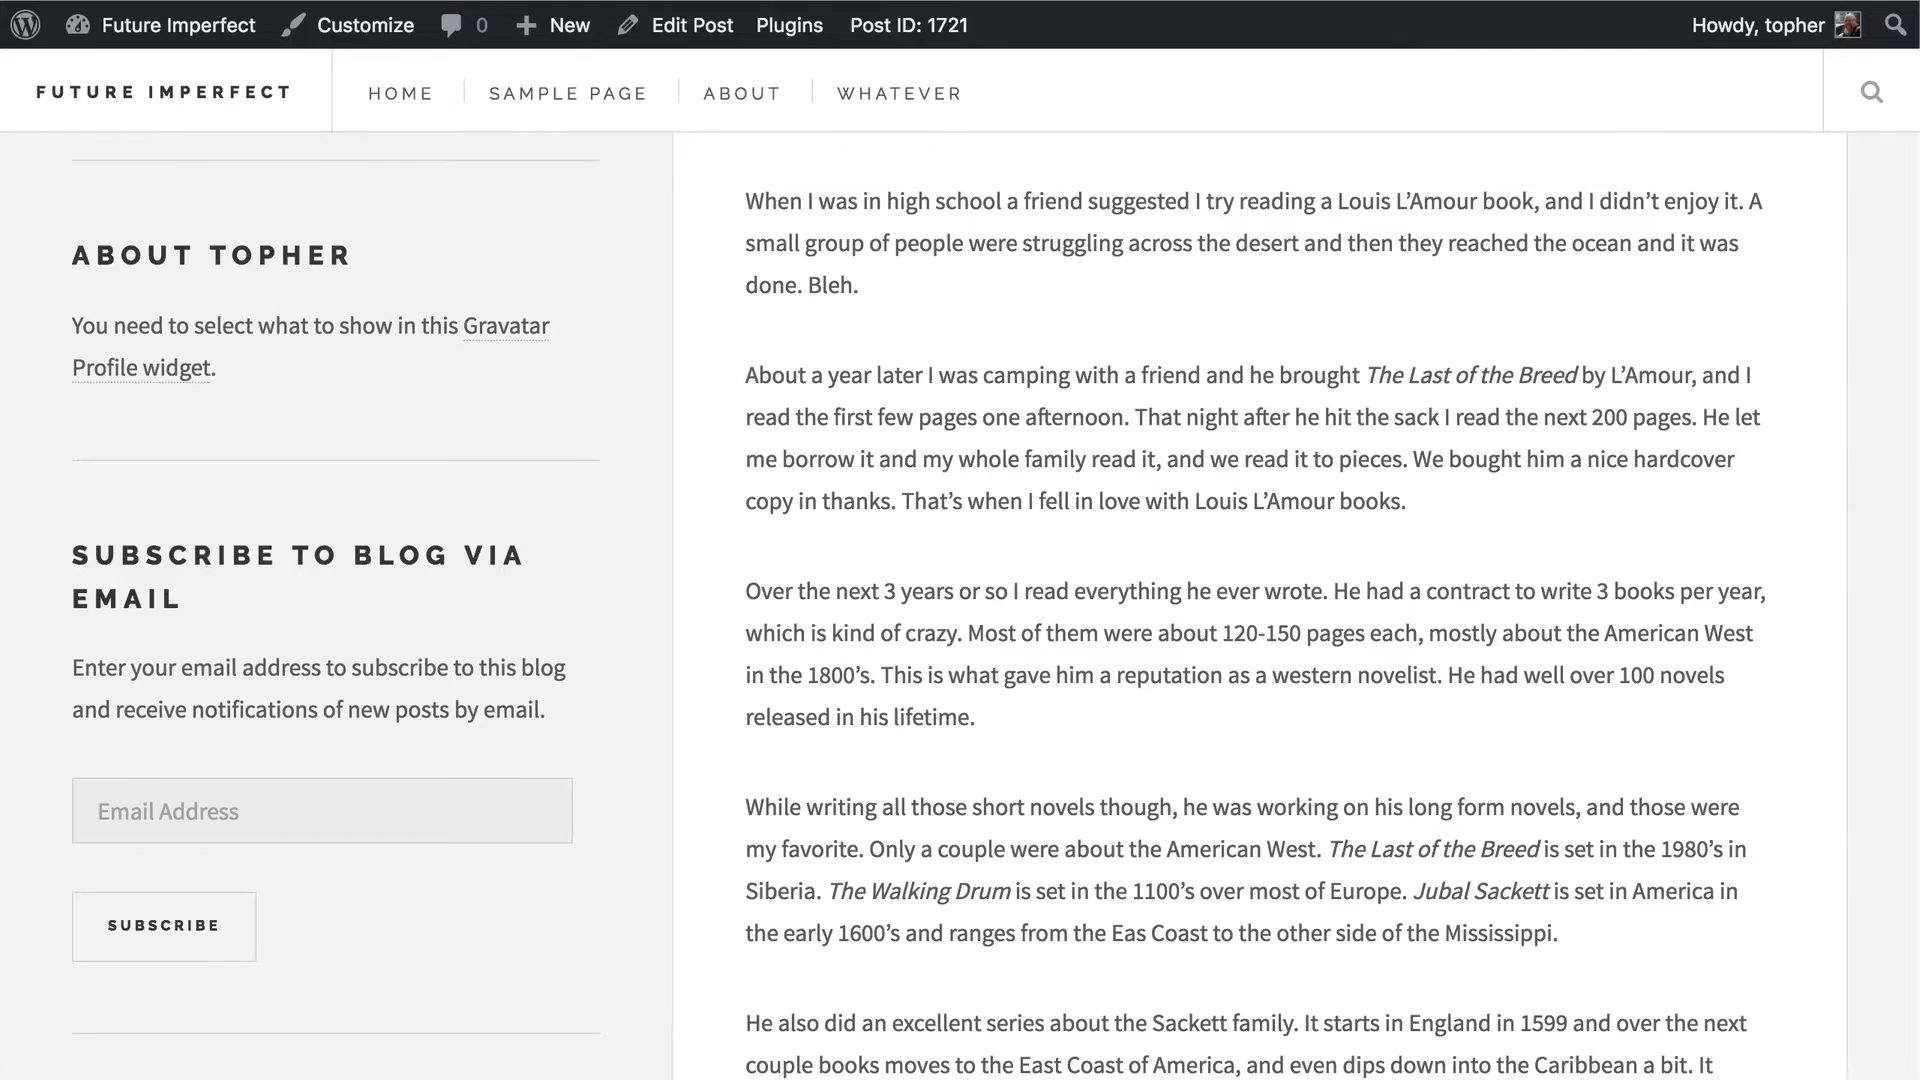 Future Imperfect Customize 0 New Edit Post Plugins Post ID: 1721 Howdy, topher
FUTURE IMPERFECT HOME SAMPLE PAGE ABOUT WHATEVER
ABOUT TOPHER
You need to select what to show in this Gravatar
Profile widget.
SUBSCRIBE TO BLOG VIA
EMAIL
Enter your email address to subscribe to this blog
and receive notifications of new posts by email.
Email Address
SUBSCRIBE
When I was in high school a friend suggested I try reading a Louis L’Amour book, and I didn’t enjoy it. A
small group of people were struggling across the desert and then they reached the ocean and it was
done. Bleh.
About a year later I was camping with a friend and he brought The Last of the Breed by L’Amour, and I
read the first few pages one afternoon. That night after he hit the sack I read the next 200 pages. He let
me borrow it and my whole family read it, and we read it to pieces. We bought him a nice hardcover
copy in thanks. That’s when I fell in love with Louis L’Amour books.
Over the next 3 years or so I read everything he ever wrote. He had a contract to write 3 books per year,
which is kind of crazy. Most of them were about 120-150 pages each, mostly about the American West
in the 1800’s. This is what gave him a reputation as a western novelist. He had well over 100 novels
released in his lifetime.
While writing all those short novels though, he was working on his long form novels, and those were
my favorite. Only a couple were about the American West. The Last of the Breed is set in the 1980’s in
Siberia. The Walking Drum is set in the 1100’s over most of Europe. Jubal Sackett is set in America in
the early 1600’s and ranges from the Eas Coast to the other side of the Mississippi.
He also did an excellent series about the Sackett family. It starts in England in 1599 and over the next
couple books moves to the East Coast of America, and even dips down into the Caribbean a bit. It